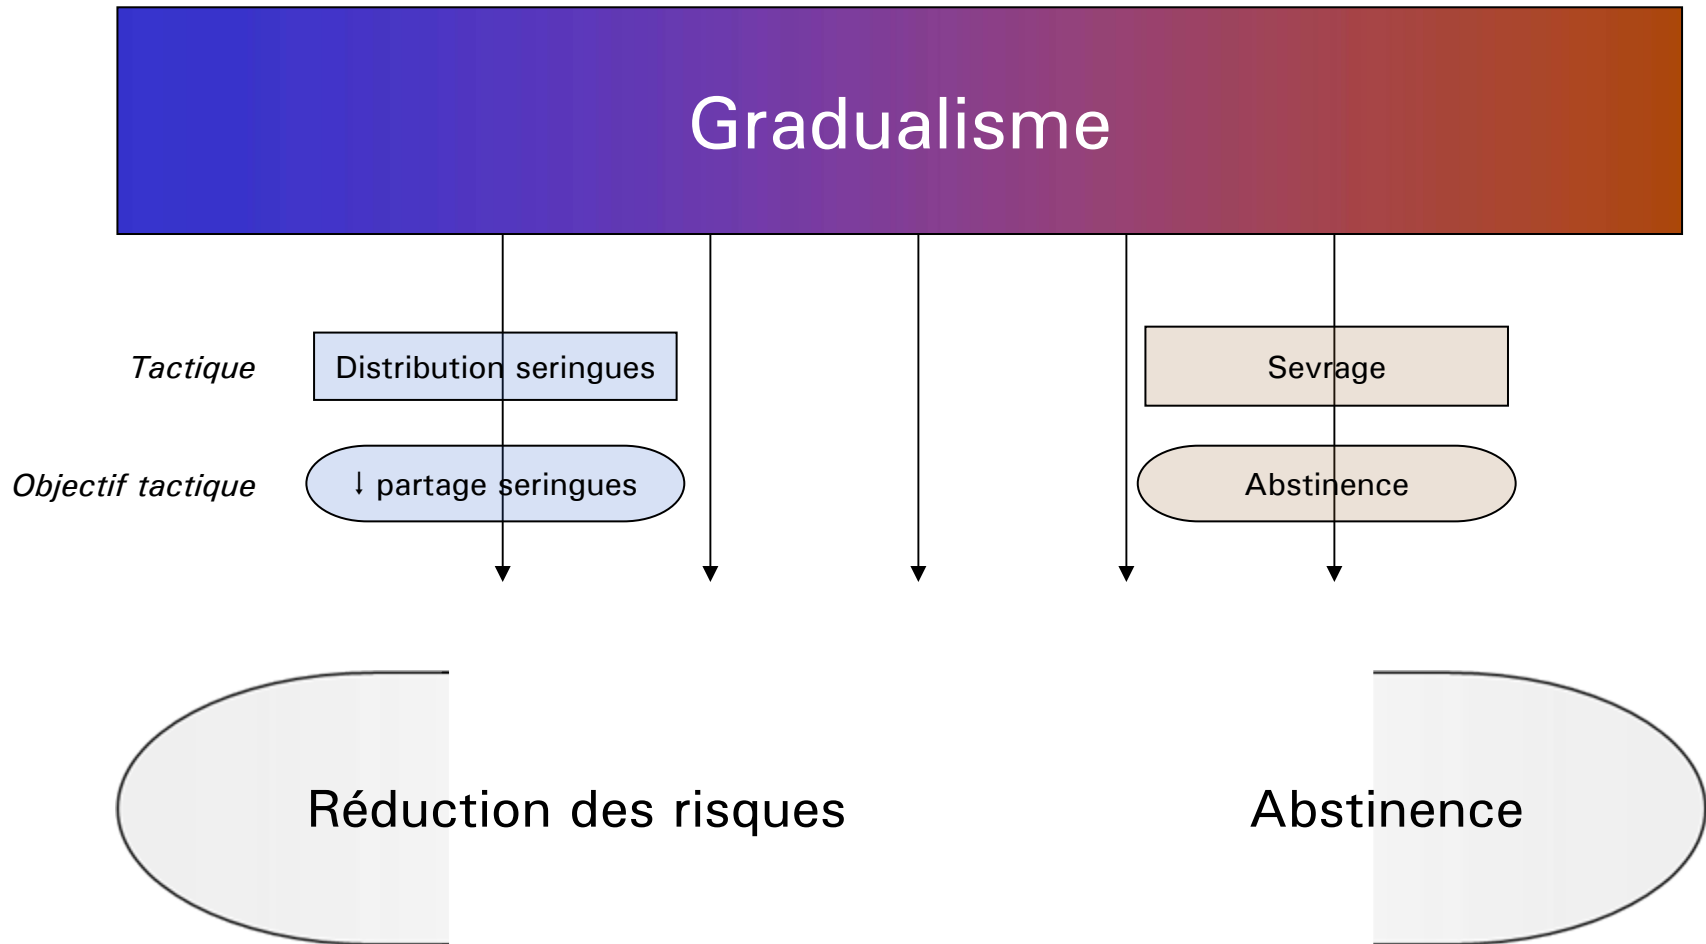 Gradualisme
Tactique
Distribution seringues
Sevrage
Objectif tactique
↓ partage seringues
Abstinence
Réduction des risques
Abstinence